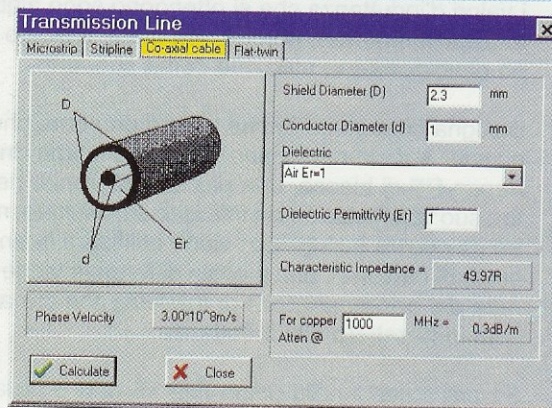 Transmission Line
Microstrip Stripline Co-axial cable Flat-twin
D
d
Er
Shield Diameter (D) 2.3 mm
Conductor Diameter (d) 1 mm
Dielectric
Air Er=1
Dielectric Permittivity (Er) 1
Characteristic Impedance = 49.97R
Phase Velocity 3.00*10^8m/s
For copper 1000 MHz = 0.3dB/m
Atten @
Calculate Close